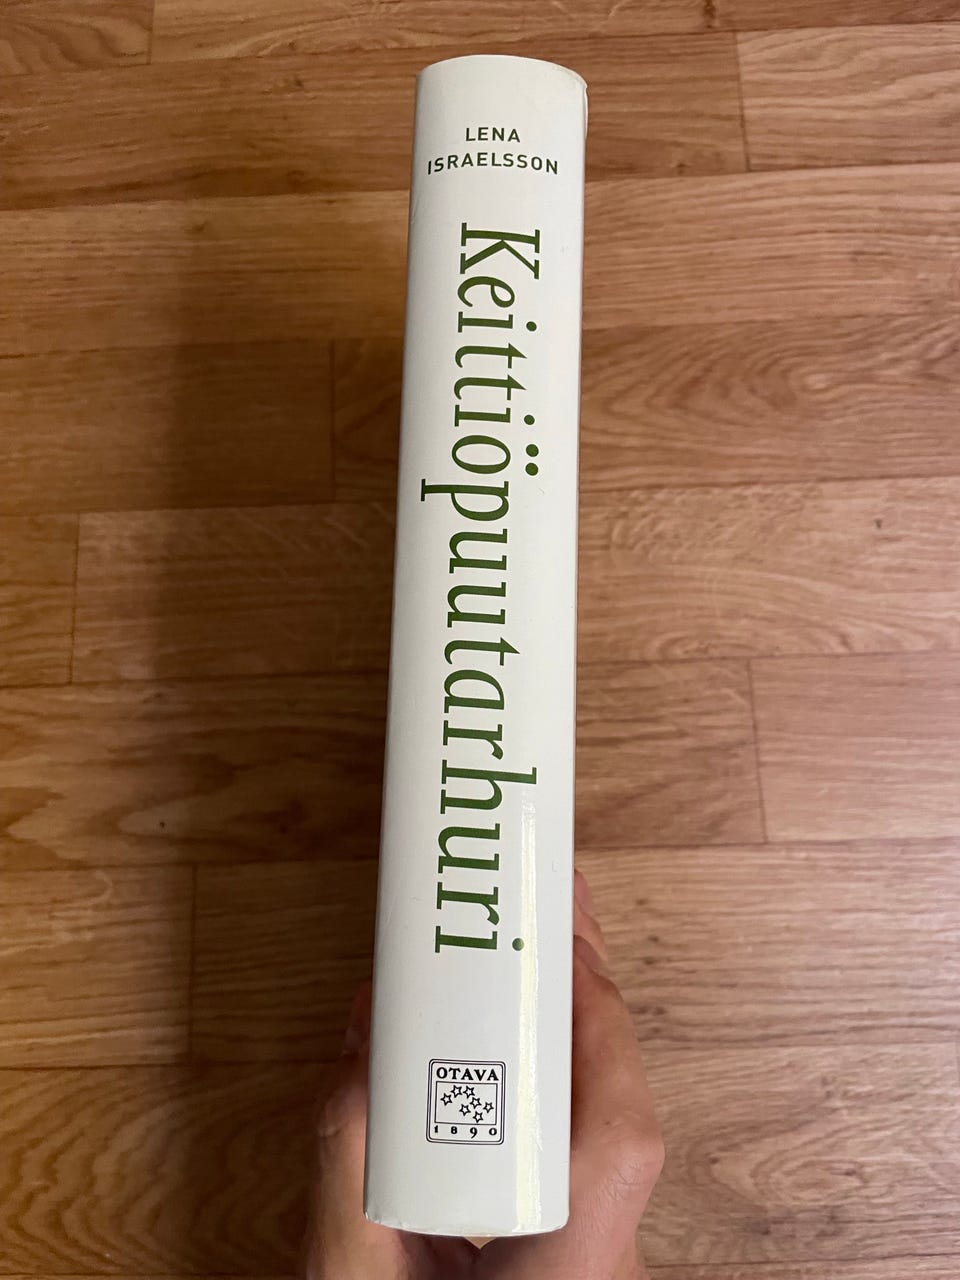 LENA
ISRAELSSON
Keittiöpuutarhuri
OTAVA
1890